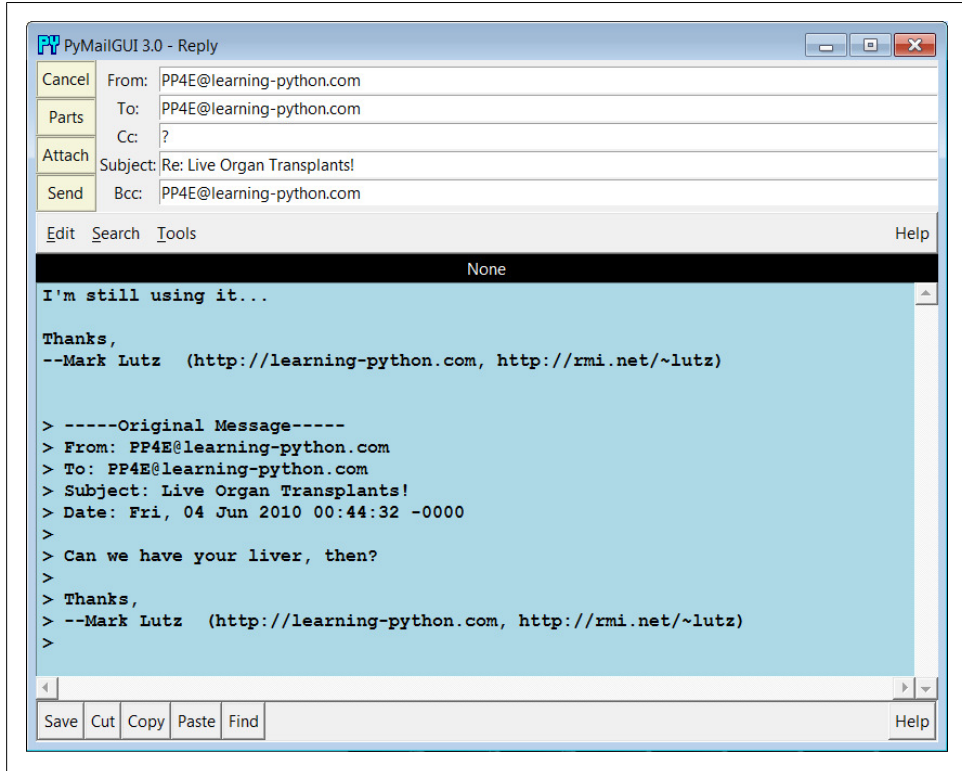 PY PyMailGUI 3.0 - Reply
Cancel From: PP4E@learning-python.com
Parts To: PP4E@learning-python.com
Cc: ?
Attach Subject: Re: Live Organ Transplants!
Send Bcc: PP4E@learning-python.com
Edit Search Tools Help
None
I'm still using it...
Thanks,
--Mark Lutz (http://learning-python.com, http://rmi.net/~lutz)
> -----Original Message-----
> From: PP4E@learning-python.com
> To: PP4E@learning-python.com
> Subject: Live Organ Transplants!
> Date: Fri, 04 Jun 2010 00:44:32 -0000
>
> Can we have your liver, then?
>
> Thanks,
> --Mark Lutz (http://learning-python.com, http://rmi.net/~lutz)
>
Save Cut Copy Paste Find Help